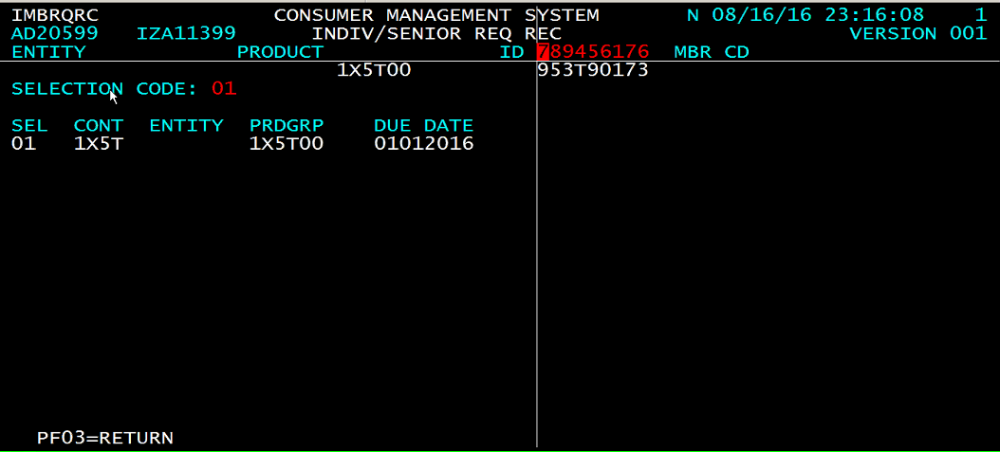 IMBRQRC CONSUMER MANAGEMENT SYSTEM N 08/16/16 23:16:08 1
AD20599 IZA11399 INDIV/SENIOR REQ REC VERSION 001
ENTITY PRODUCT ID 789456176 MBR CD
1X5T00 953T90173
SELECTION CODE: 01
SEL CONT ENTITY PRDGRP DUE DATE
01 1X5T 1X5T00 01012016
PF03=RETURN